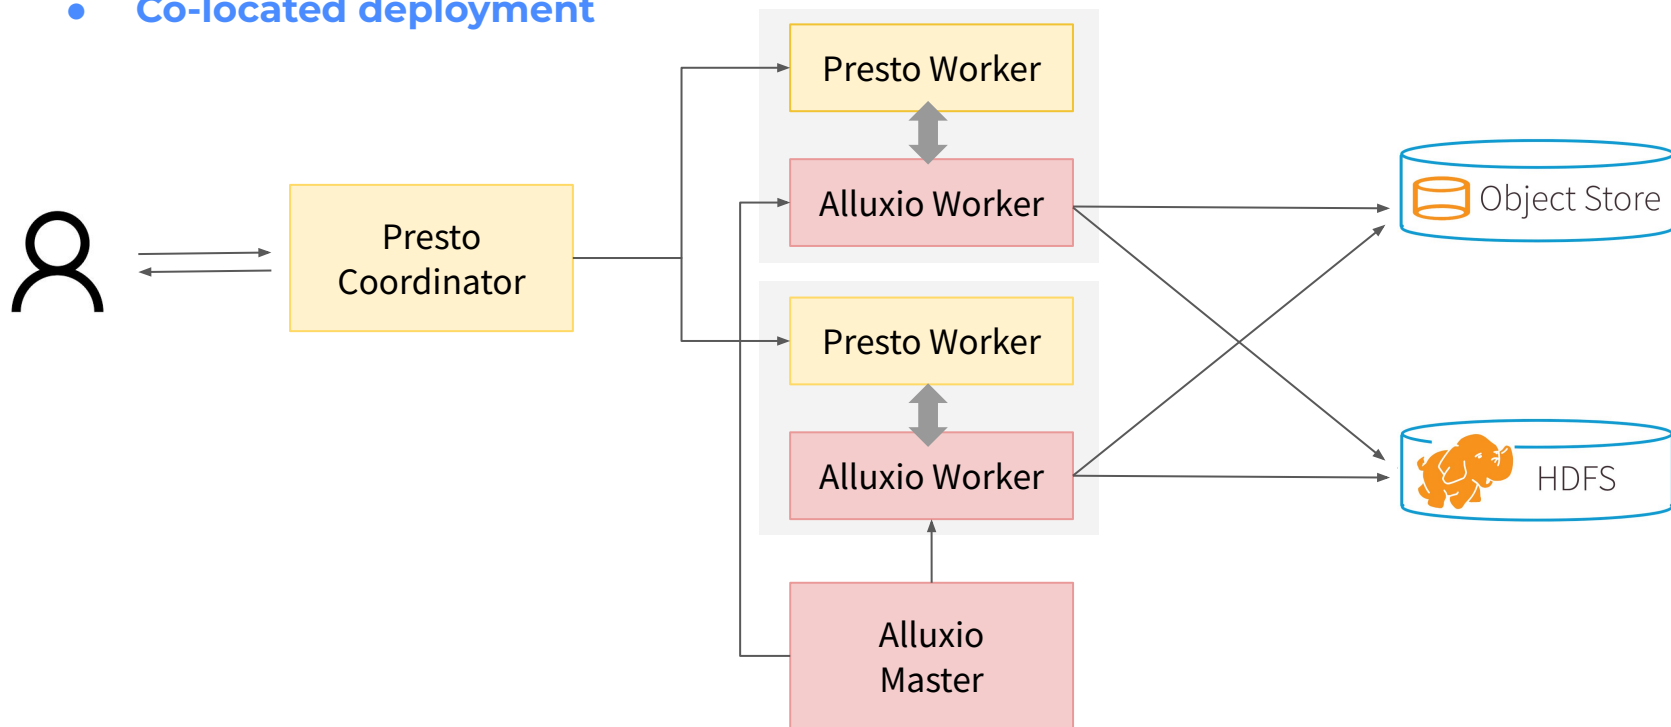 ● Co-located deployment
Presto Worker
Alluxio Worker
Object Store
Presto
Coordinator
Presto Worker
Alluxio Worker
HDFS
Alluxio
Master